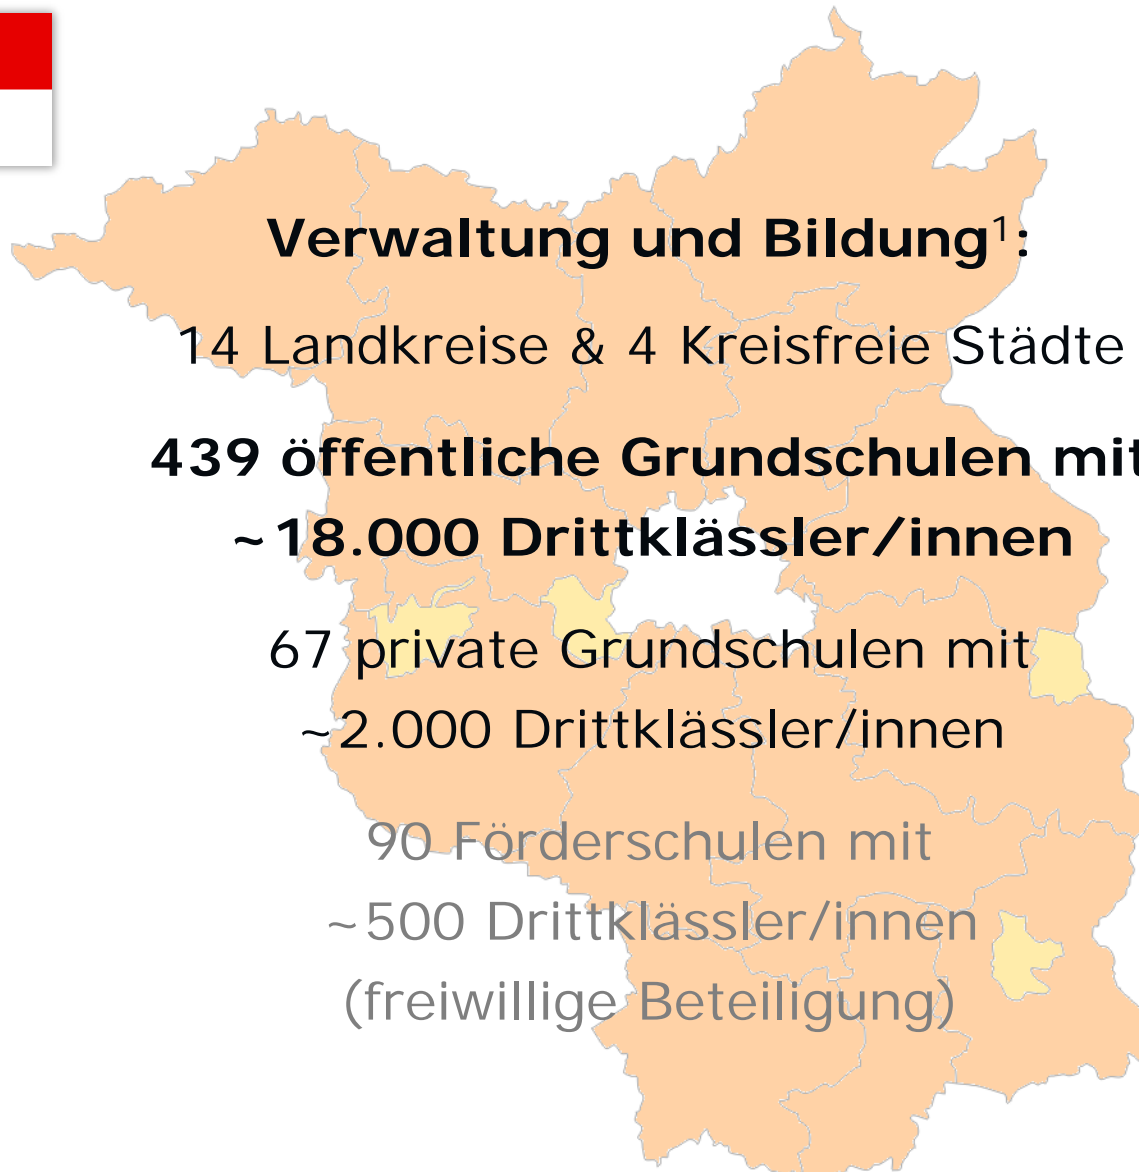 Verwaltung und Bildung¹:
14 Landkreise & 4 Kreisfreie Städte
439 öffentliche Grundschulen mit
~18.000 Drittklässler/innen
67 private Grundschulen mit
~2.000 Drittklässler/innen
90 Förderschulen mit
~500 Drittklässler/innen
(freiwillige Beteiligung)